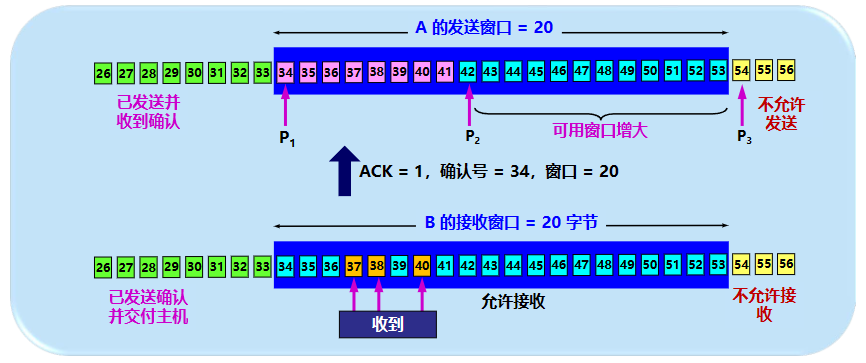 A 的发送窗口 = 20
26 27 28 29 30 31 32 33 34 35 36 37 38 39 40 41 42 43 44 45 46 47 48 49 50 51 52 53 54 55 56
已发送并
收到确认
P1
P2
可用窗口增大
P3
不允许
发送
ACK = 1，确认号 = 34，窗口 = 20
B 的接收窗口 = 20 字节
26 27 28 29 30 31 32 33 34 35 36 37 38 39 40 41 42 43 44 45 46 47 48 49 50 51 52 53 54 55 56
已发送确认
并交付主机
收到
允许接收
不允许接
收